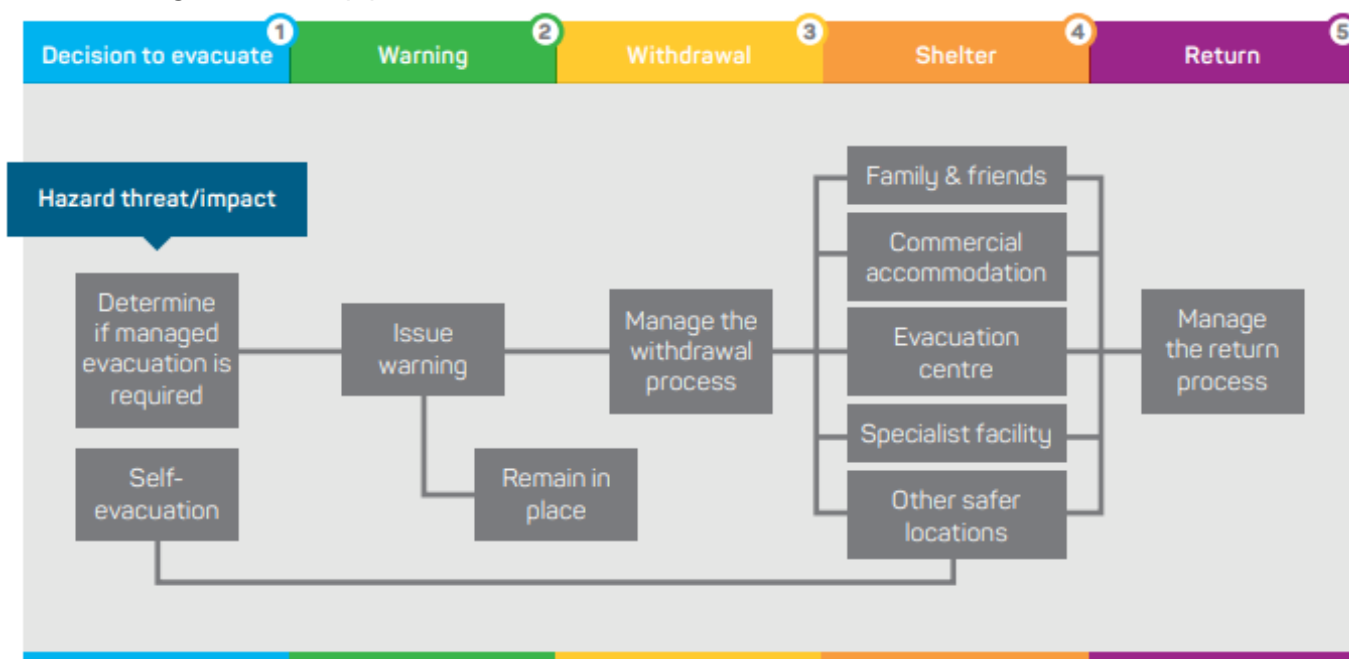 1
2
3
4
5
Decision to evacuate
Warning
Withdrawal
Shelter
Return
Hazard threat/impact
Determine
if managed
evacuation is
required
Self-
evacuation
Issue
warning
Remain in
place
Manage the
withdrawal
process
Family & friends
Commercial
accommodation
Evacuation
centre
Specialist facility
Other safer
locations
Manage
the return
process